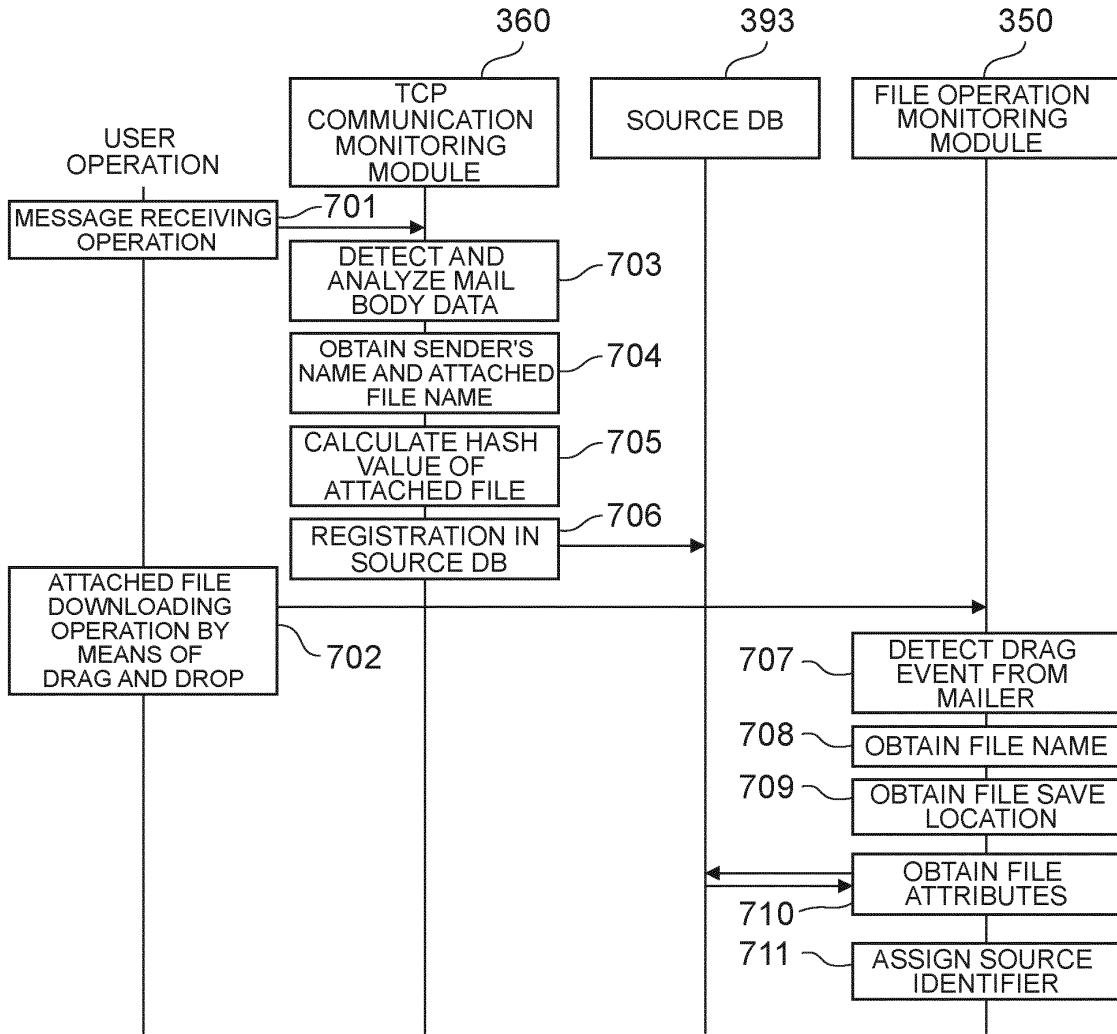 360
393
350
USER
OPERATION
TCP
COMMUNICATION
MONITORING
MODULE
SOURCE DB
FILE OPERATION
MONITORING
MODULE
MESSAGE RECEIVING
OPERATION
701
DETECT AND
ANALYZE MAIL
BODY DATA
703
OBTAIN SENDER'S
NAME AND ATTACHED
FILE NAME
704
CALCULATE HASH
VALUE OF
ATTACHED FILE
705
REGISTRATION IN
SOURCE DB
706
ATTACHED FILE
DOWNLOADING
OPERATION BY
MEANS OF
DRAG AND DROP
702
707
DETECT DRAG
EVENT FROM
MAILER
708
OBTAIN FILE NAME
709
OBTAIN FILE SAVE
LOCATION
710
OBTAIN FILE
ATTRIBUTES
711
ASSIGN SOURCE
IDENTIFIER